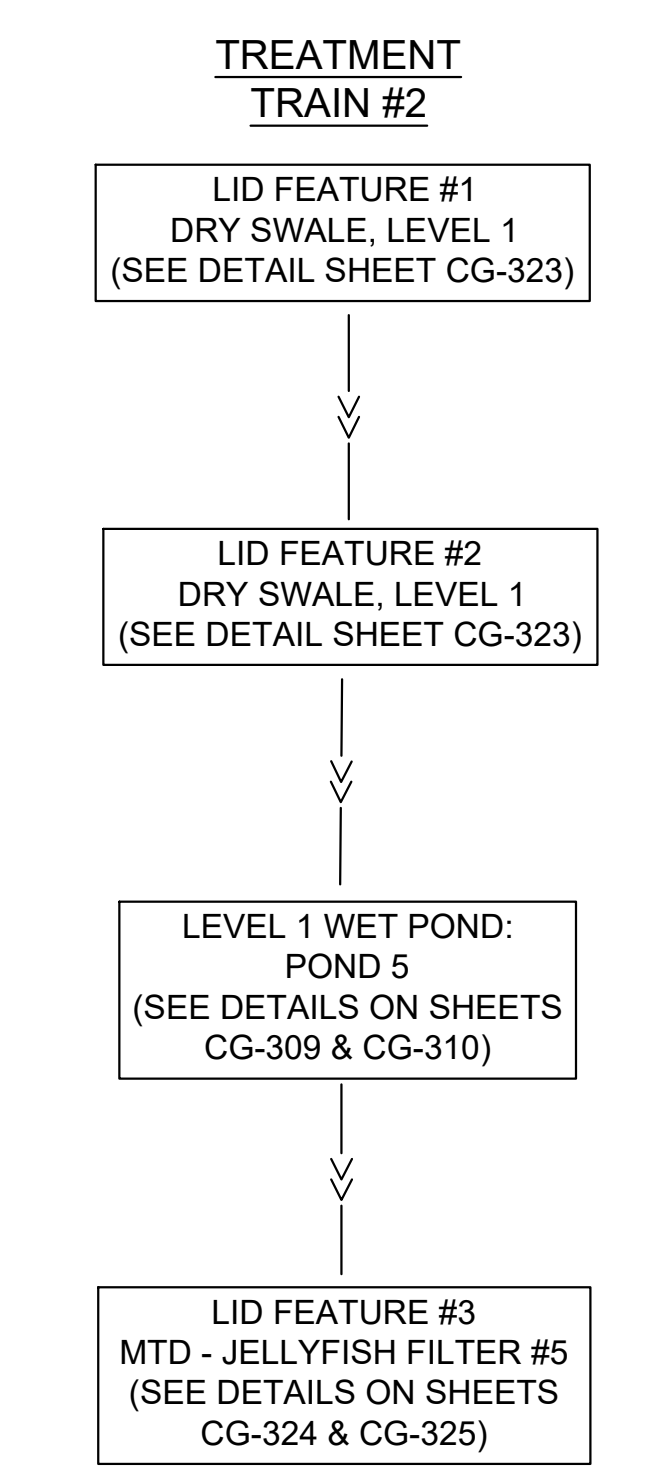 TREATMENT
TRAIN #2
LID FEATURE #1
DRY SWALE, LEVEL 1
(SEE DETAIL SHEET CG-323)
LID FEATURE #2
DRY SWALE, LEVEL 1
(SEE DETAIL SHEET CG-323)
LEVEL 1 WET POND:
POND 5
(SEE DETAILS ON SHEETS
CG-309 & CG-310)
LID FEATURE #3
MTD - JELLYFISH FILTER #5
(SEE DETAILS ON SHEETS
CG-324 & CG-325)